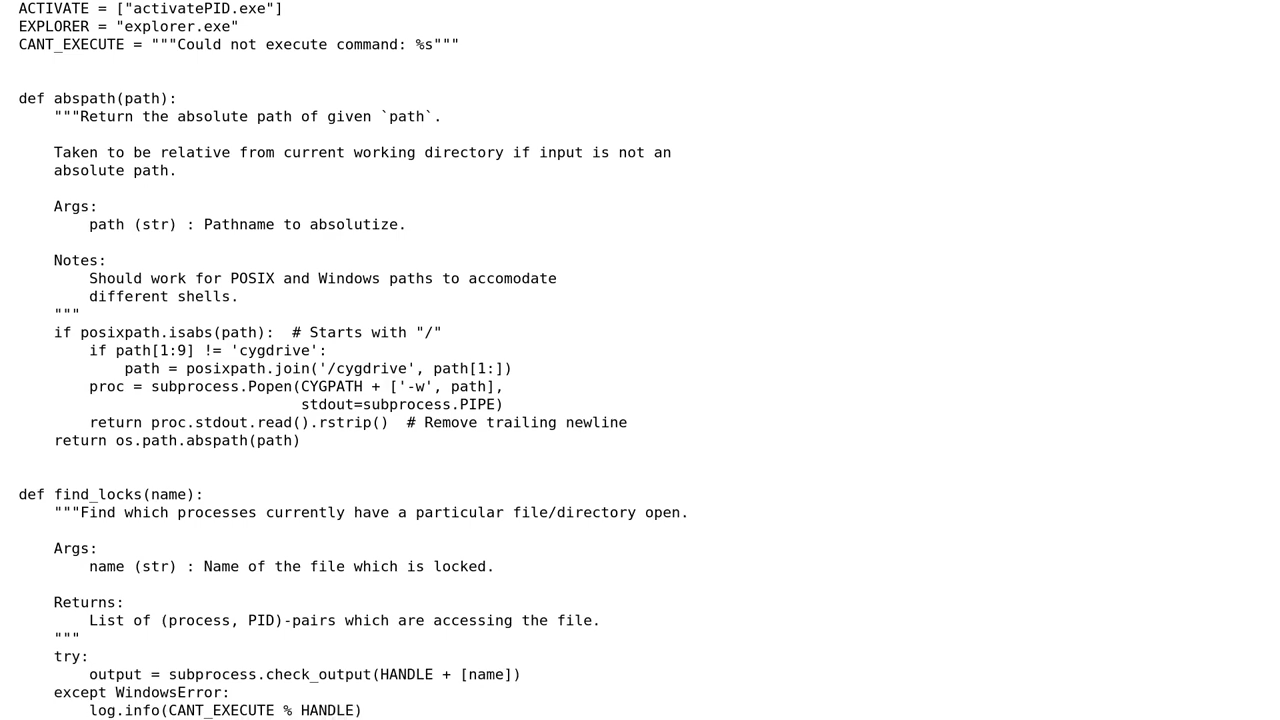 ACTIVATE = ["activatePID.exe"]
EXPLORER = "explorer.exe"
CANT_EXECUTE = """Could not execute command: %s"""


def abspath(path):
    """Return the absolute path of given `path`.

    Taken to be relative from current working directory if input is not an
    absolute path.

    Args:
        path (str) : Pathname to absolutize.

    Notes:
        Should work for POSIX and Windows paths to accomodate
        different shells.
    """
    if posixpath.isabs(path):  # Starts with "/"
        if path[1:9] != 'cygdrive':
            path = posixpath.join('/cygdrive', path[1:])
        proc = subprocess.Popen(CYGPATH + ['-w', path],
                                stdout=subprocess.PIPE)
        return proc.stdout.read().rstrip()  # Remove trailing newline
    return os.path.abspath(path)


def find_locks(name):
    """Find which processes currently have a particular file/directory open.

    Args:
        name (str) : Name of the file which is locked.

    Returns:
        List of (process, PID)-pairs which are accessing the file.
    """
    try:
        output = subprocess.check_output(HANDLE + [name])
    except WindowsError:
        log.info(CANT_EXECUTE % HANDLE)